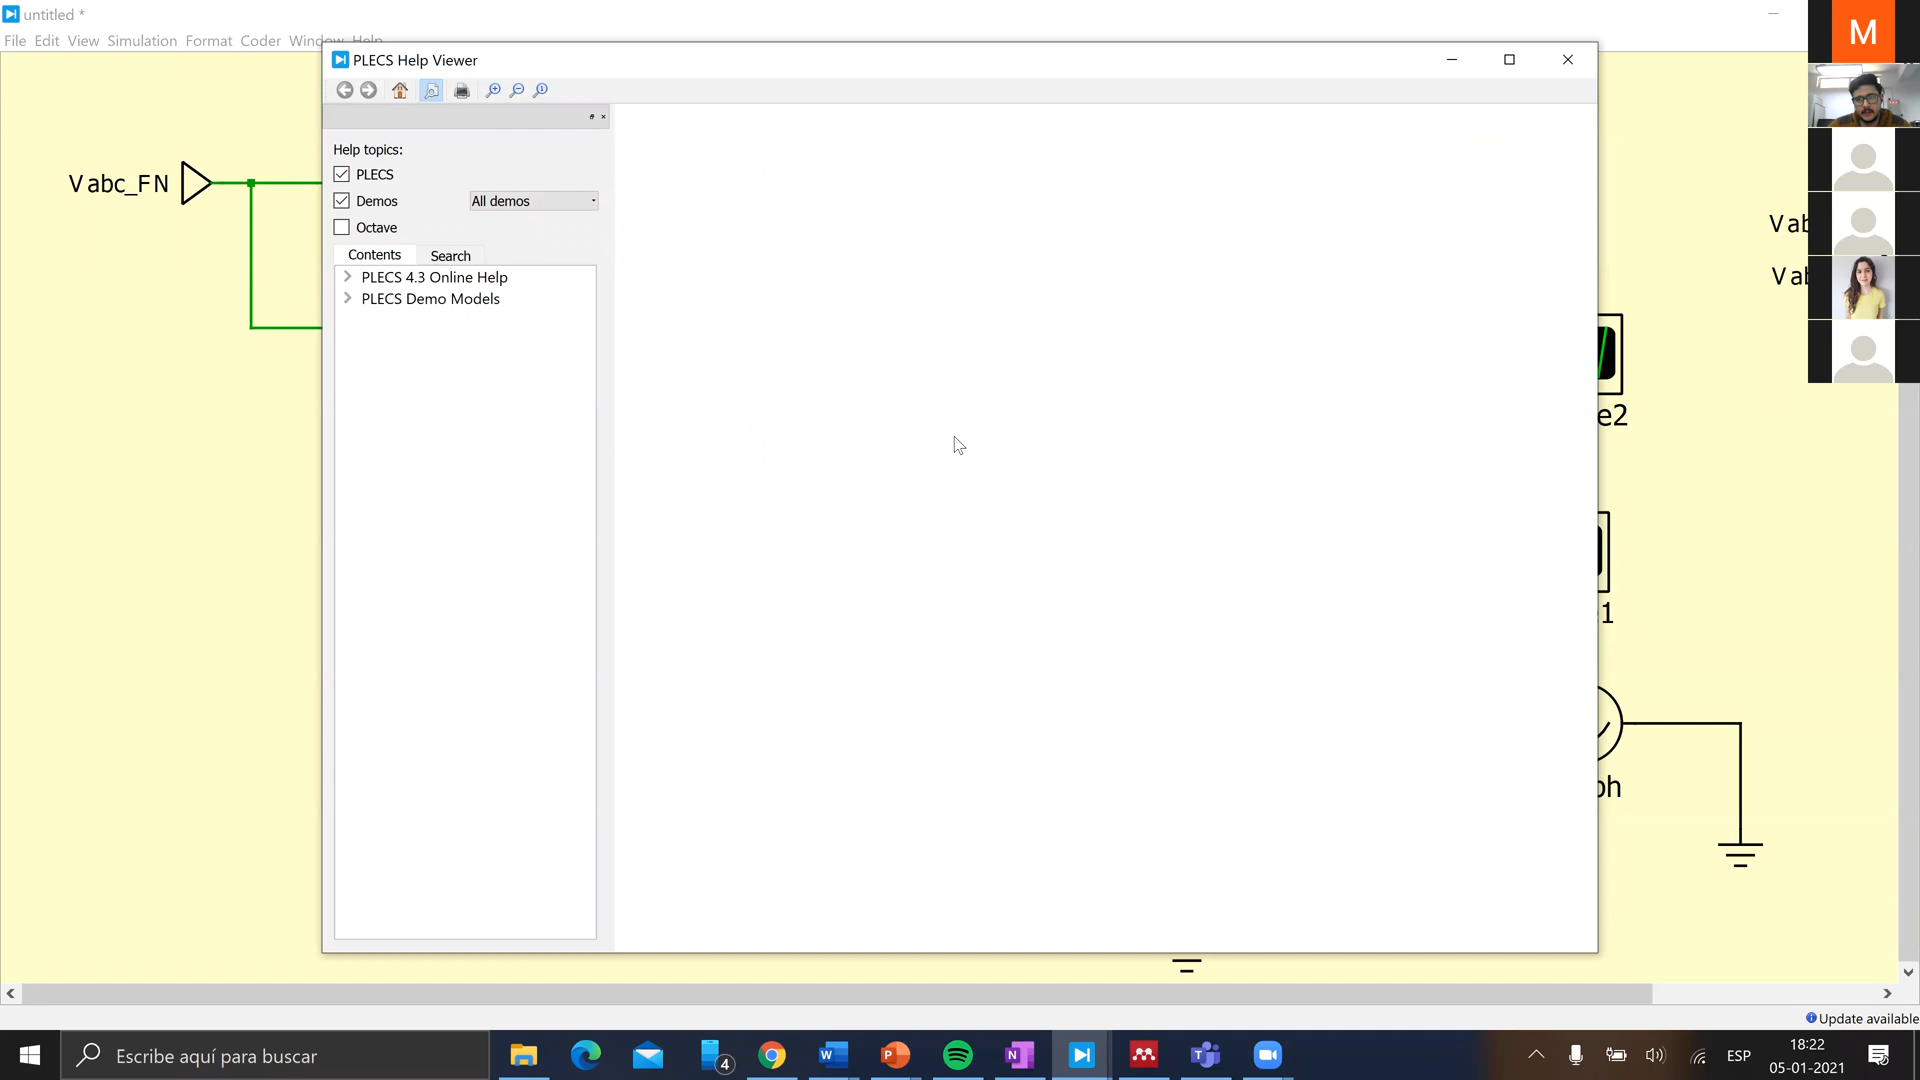 untitled *
File Edit View Simulation Format Coder Window Help
M
PLECS Help Viewer
Help topics:
PLECS
Demos
All demos
Octave
Contents
Search
PLECS 4.3 Online Help
PLECS Demo Models
Vabc_FN
Vab
Vab
e2
1
ph
Update available
Escribe aquí para buscar
4
ESP
18:22
05-01-2021